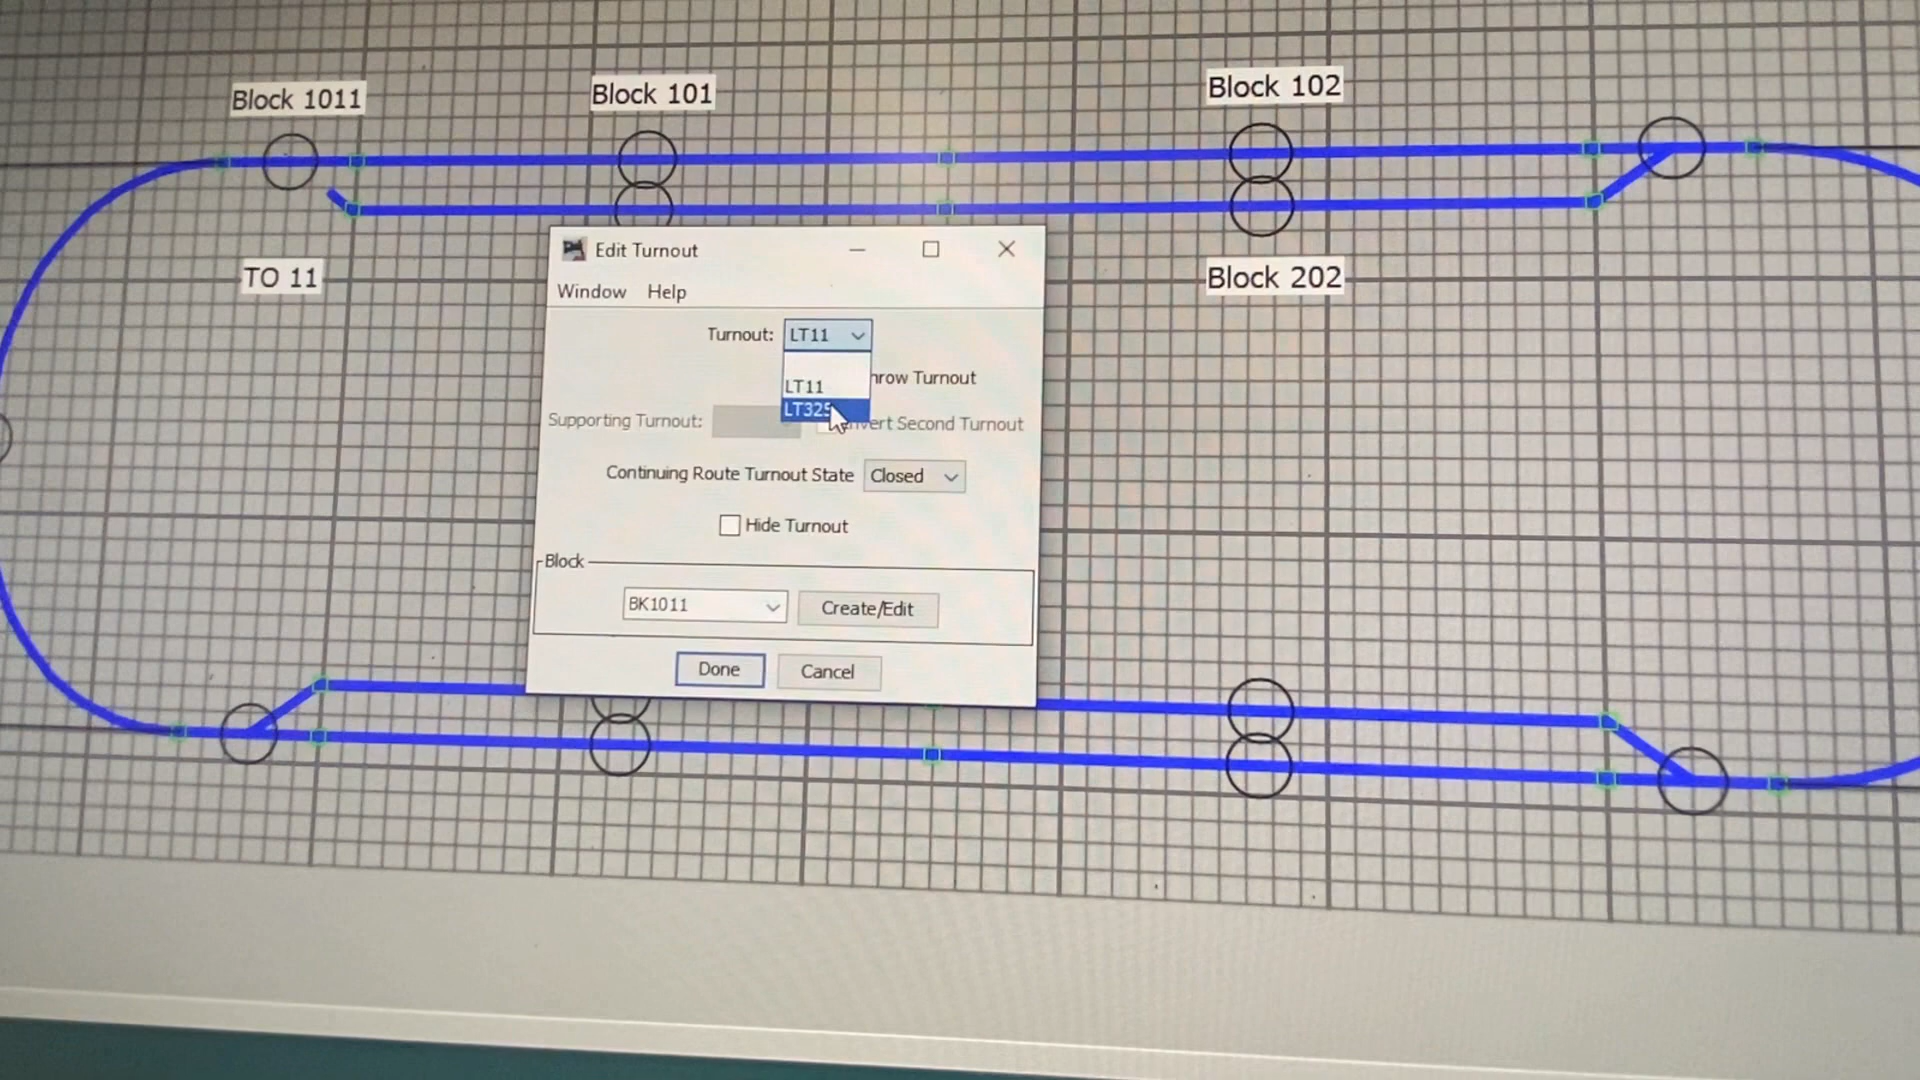 Block 1011
Block 101
Block 102
TO 11
Block 202
Edit Turnout
Window Help
Turnout: LT11
LT11
hrow Turnout
LT325
Supporting Turnout:
vert Second Turnout
Continuing Route Turnout State Closed
Hide Turnout
Block
BK1011 Create/Edit
Done Cancel